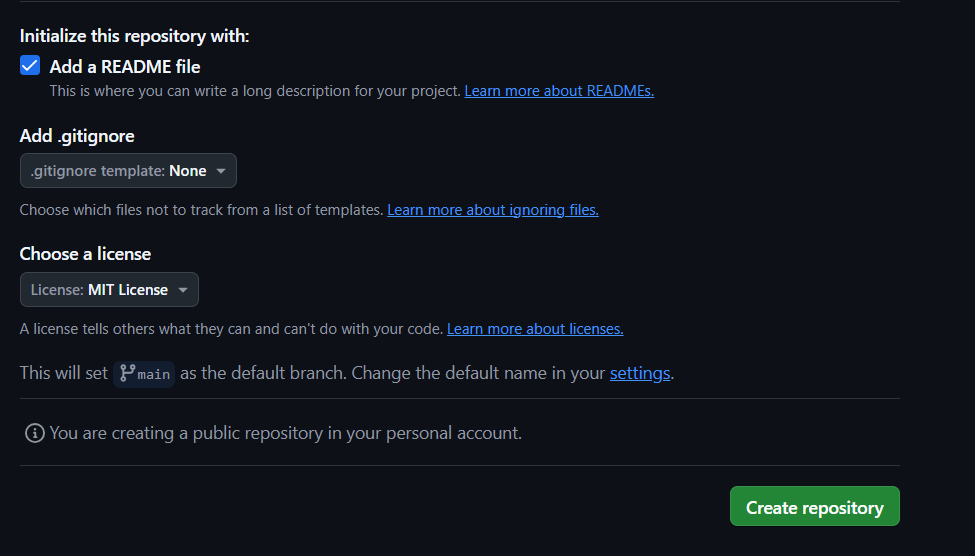 Initialize this repository with:
Add a README file
This is where you can write a long description for your project. Learn more about READMEs.
Add .gitignore
.gitignore template: None
Choose which files not to track from a list of templates. Learn more about ignoring files.
Choose a license
License: MIT License
A license tells others what they can and can't do with your code. Learn more about licenses.
This will set main as the default branch. Change the default name in your settings.
You are creating a public repository in your personal account.
Create repository